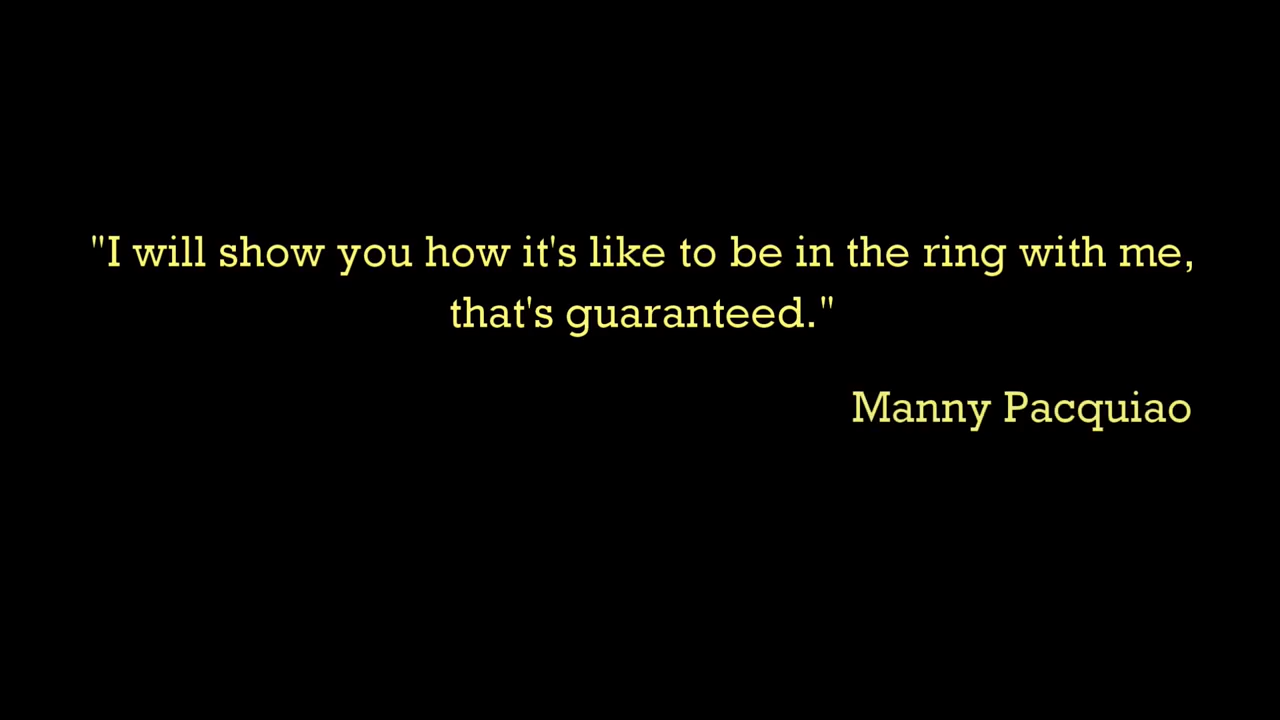 "I will show you how it's like to be in the ring with me,
that's guaranteed."
Manny Pacquiao